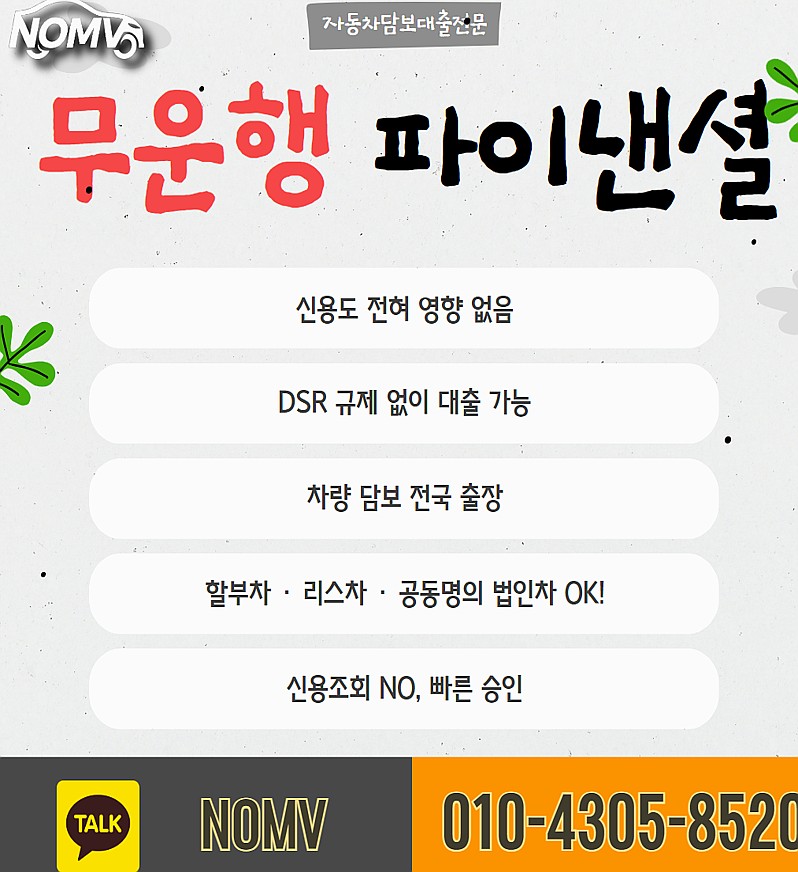 NOMV
자동차담보대출전문
무운행 파이낸셜
신용도 전혀 영향 없음
DSR 규제 없이 대출 가능
차량 담보 전국 출장
할부차 · 리스차 · 공동명의 법인차 OK!
신용조회 NO, 빠른 승인
TALK
NOMV
010-4305-8520